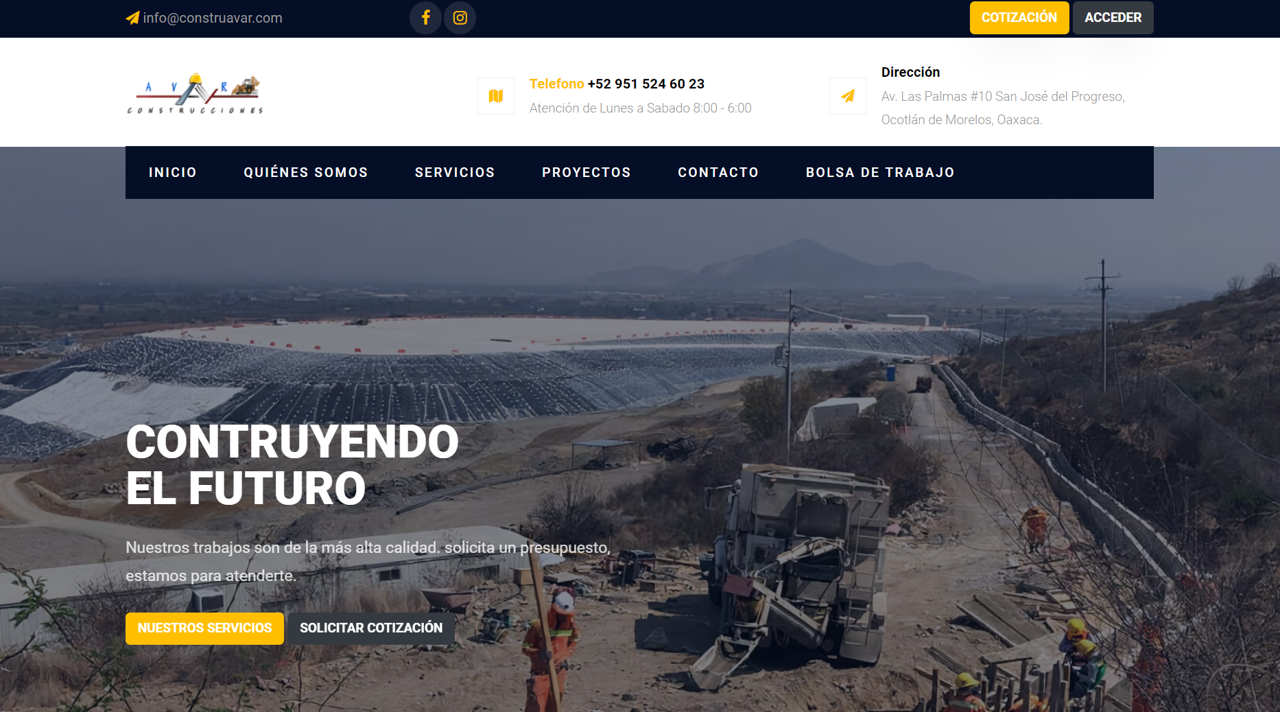 info@construavar.com
COTIZACIÓN
ACCEDER
AVAR
CONSTRUCCIONES
Telefono +52 951 524 60 23
Atención de Lunes a Sabado 8:00 - 6:00
Dirección
Av. Las Palmas #10 San José del Progreso,
Ocotlán de Morelos, Oaxaca.
INICIO
QUIÉNES SOMOS
SERVICIOS
PROYECTOS
CONTACTO
BOLSA DE TRABAJO
CONTRUYENDO
EL FUTURO
Nuestros trabajos son de la más alta calidad. solicita un presupuesto,
estamos para atenderte.
NUESTROS SERVICIOS
SOLICITAR COTIZACIÓN